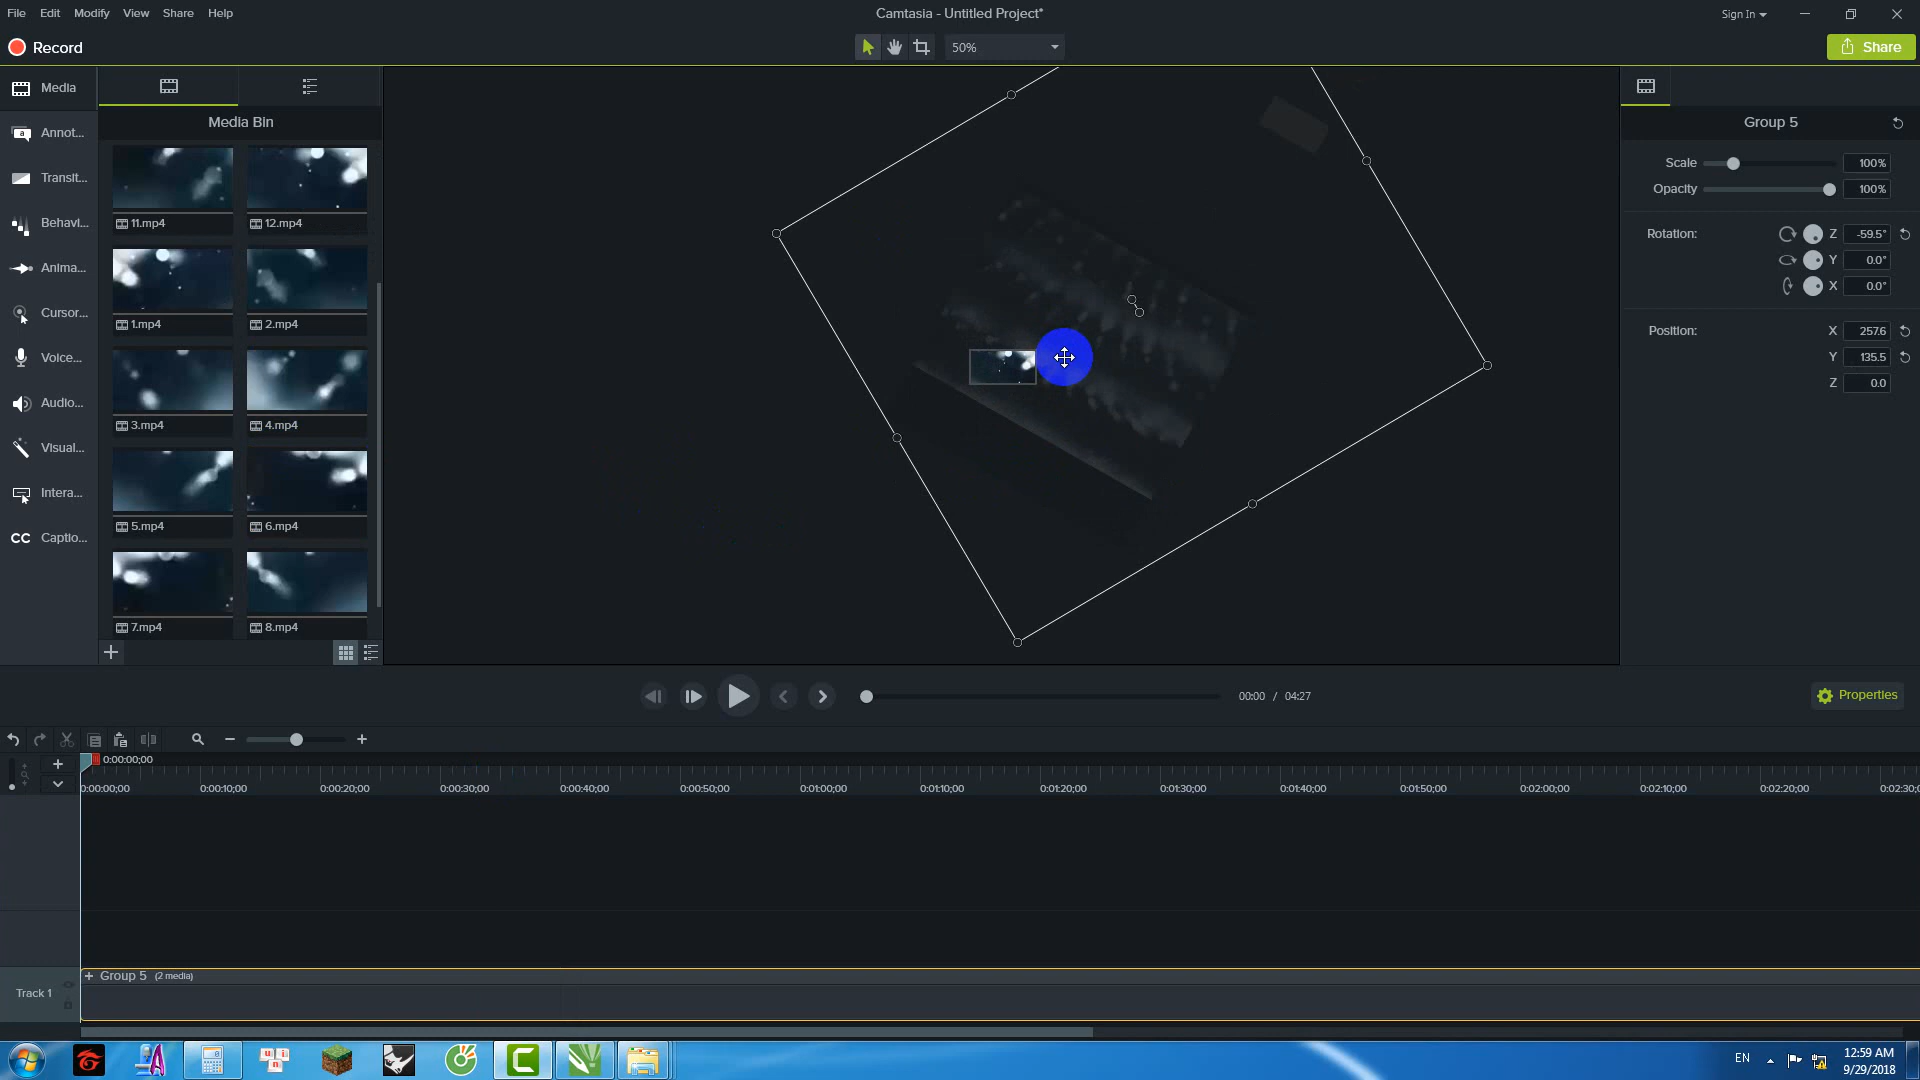 File Edit Modify View Share Help
Camtasia - Untitled Project*
Sign In
Record
50%
Share
Media
Annot...
Transit...
Behavi...
Anima...
Cursor...
Voice...
Audio...
Visual...
Intera...
CC Captio...
Media Bin
11.mp4 12.mp4
1.mp4 2.mp4
3.mp4 4.mp4
5.mp4 6.mp4
7.mp4 8.mp4
Group 5
Scale 100%
Opacity 100%
Rotation: Z -59.5°
Y 0.0°
X 0.0°
Position: X 257.6
Y 135.5
Z 0.0
00:00 / 04:27
Properties
0:00:00;00
0:00:00;00 0:00:10;00 0:00:20;00 0:00:30;00 0:00:40;00 0:00:50;00 0:01:00;00 0:01:10;00 0:01:20;00 0:01:30;00 0:01:40;00 0:01:50;00 0:02:00;00 0:02:10;00 0:02:20;00 0:02:30;0
Group 5 (2 media)
Track 1
EN
12:59 AM
9/29/2018